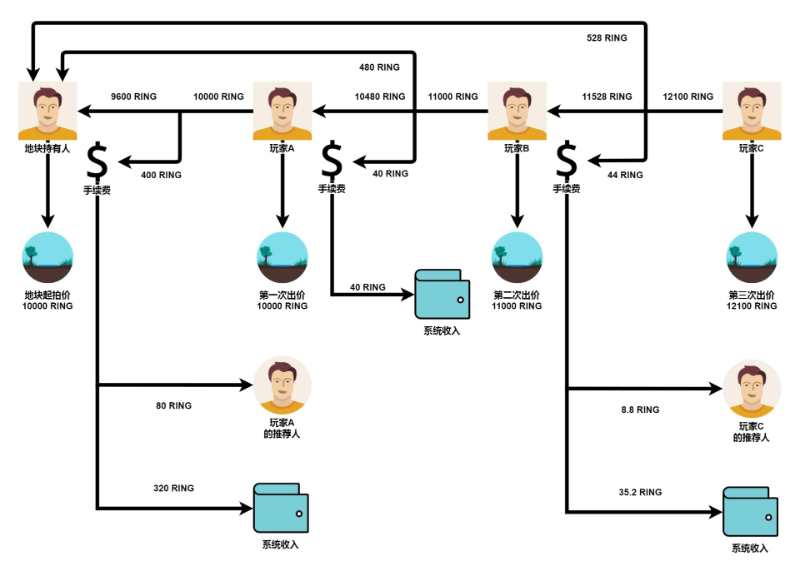 528 RING
480 RING
9600 RING
10000 RING
10480 RING
11000 RING
11528 RING
12100 RING
地块持有人
玩家A
玩家B
玩家C
400 RING
40 RING
44 RING
手续费
手续费
手续费
40 RING
地块起拍价
10000 RING
第一次出价
10000 RING
第二次出价
11000 RING
第三次出价
12100 RING
系统收入
80 RING
玩家A
的推荐人
8.8 RING
玩家C
的推荐人
320 RING
系统收入
35.2 RING
系统收入